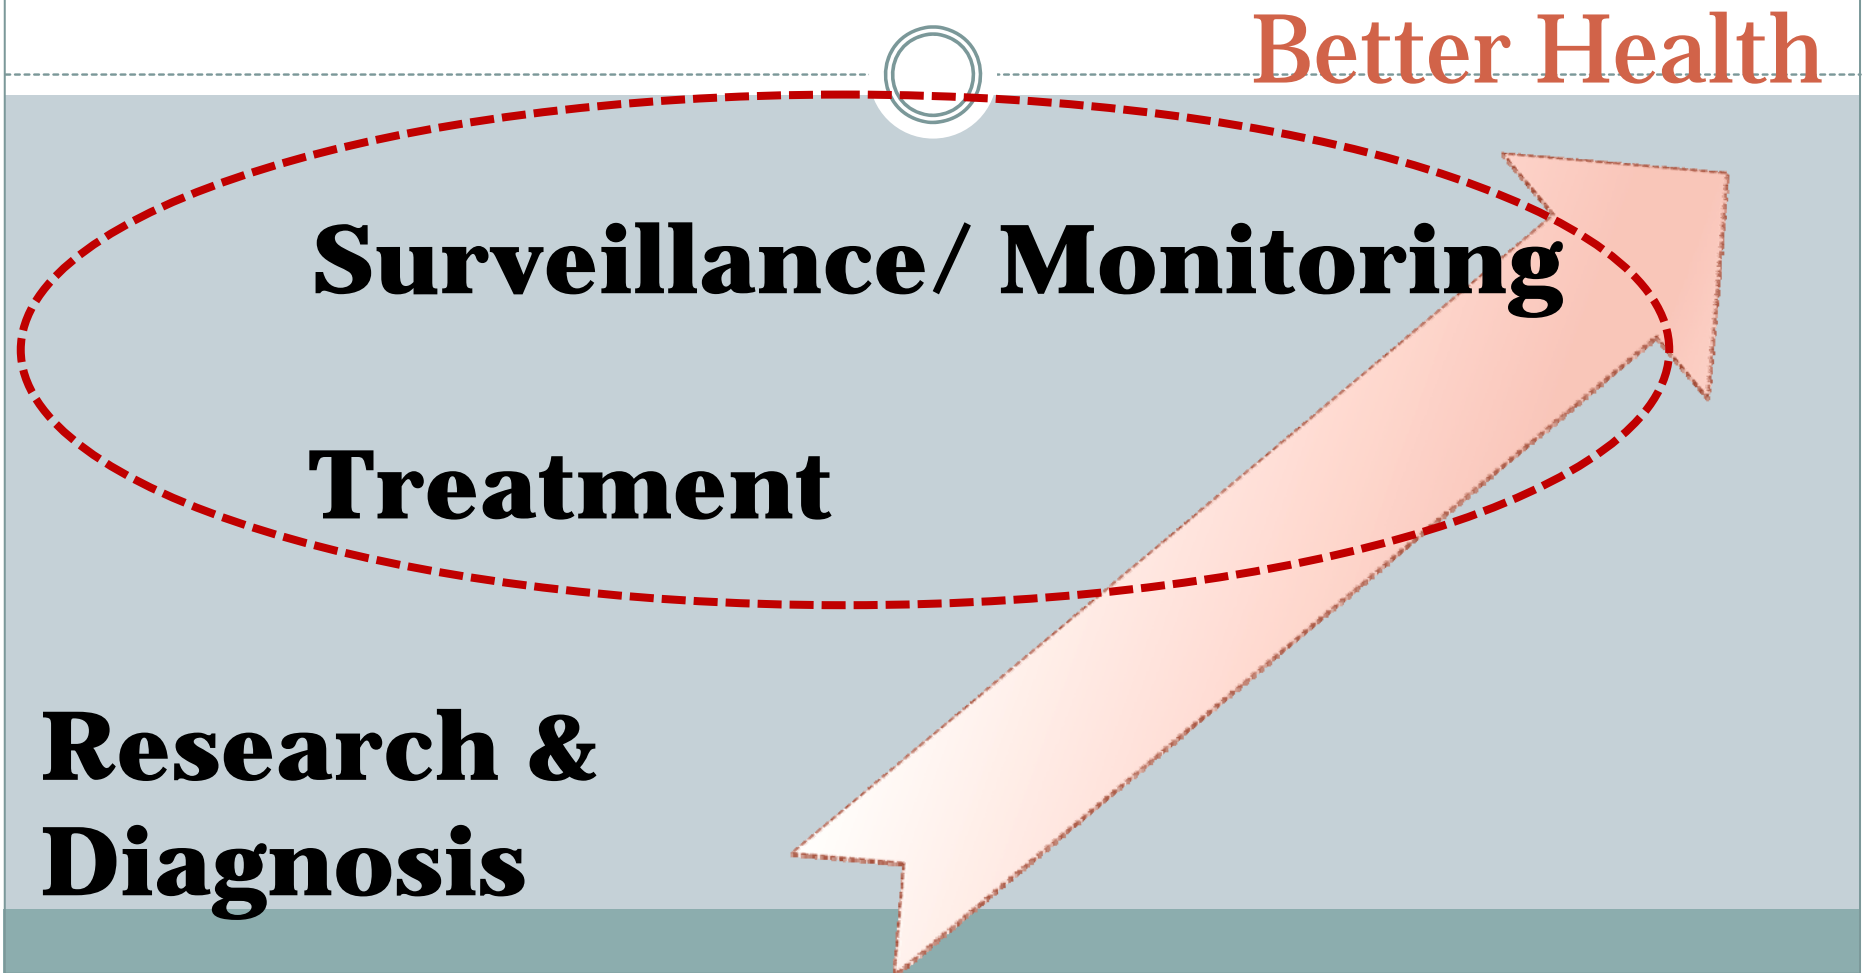 Better Health
Surveillance/ Monitoring
Treatment
Research &
Diagnosis